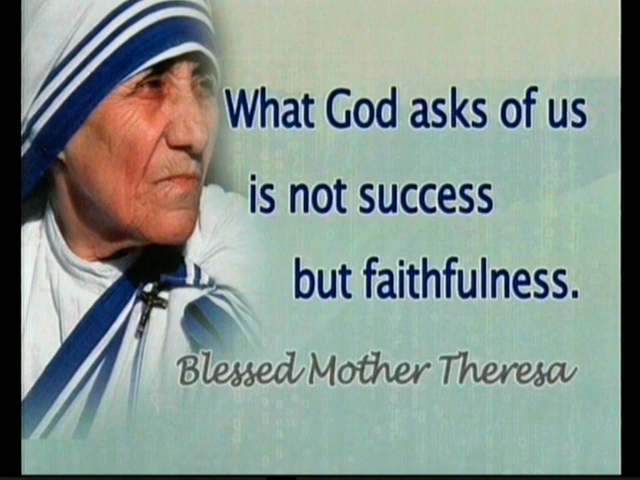 What God asks of us
is not success
but faithfulness.
Blessed Mother Theresa